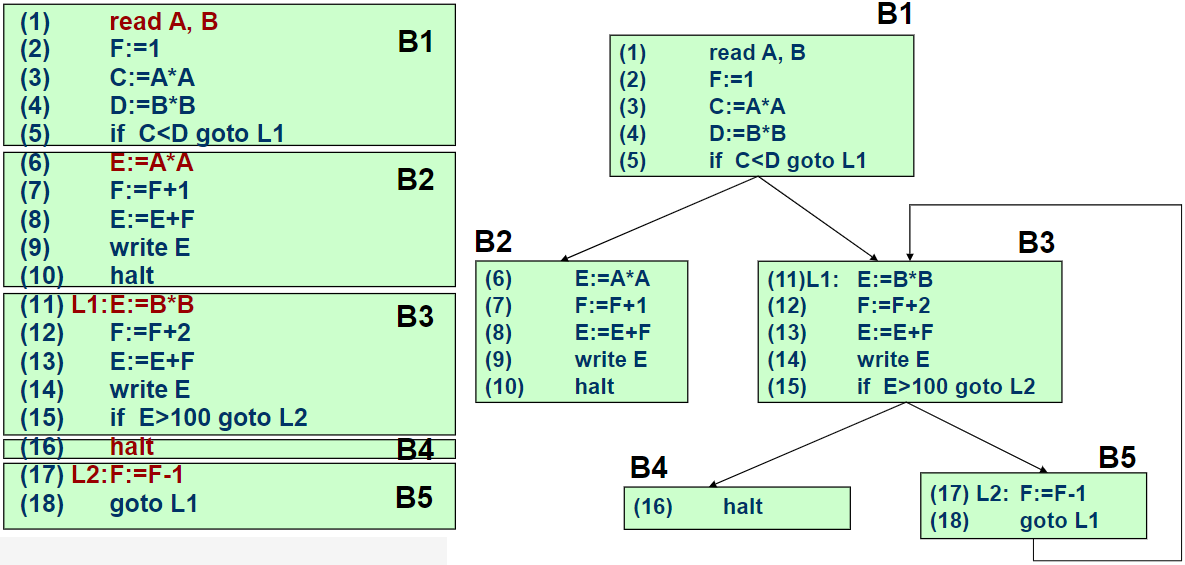 (1) read A, B
B1
(2) F:=1
(3) C:=A*A
(4) D:=B*B
(5) if C<D goto L1
(6) E:=A*A
B2
(7) F:=F+1
(8) E:=E+F
(9) write E
(10) halt
(11) L1:E:=B*B
B3
(12) F:=F+2
(13) E:=E+F
(14) write E
(15) if E>100 goto L2
(16) halt
B4
(17) L2:F:=F-1
B5
(18) goto L1
B1
(1) read A, B
(2) F:=1
(3) C:=A*A
(4) D:=B*B
(5) if C<D goto L1
B2
(6) E:=A*A
(7) F:=F+1
(8) E:=E+F
(9) write E
(10) halt
B3
(11)L1: E:=B*B
(12) F:=F+2
(13) E:=E+F
(14) write E
(15) if E>100 goto L2
B4
(16) halt
B5
(17) L2: F:=F-1
(18) goto L1